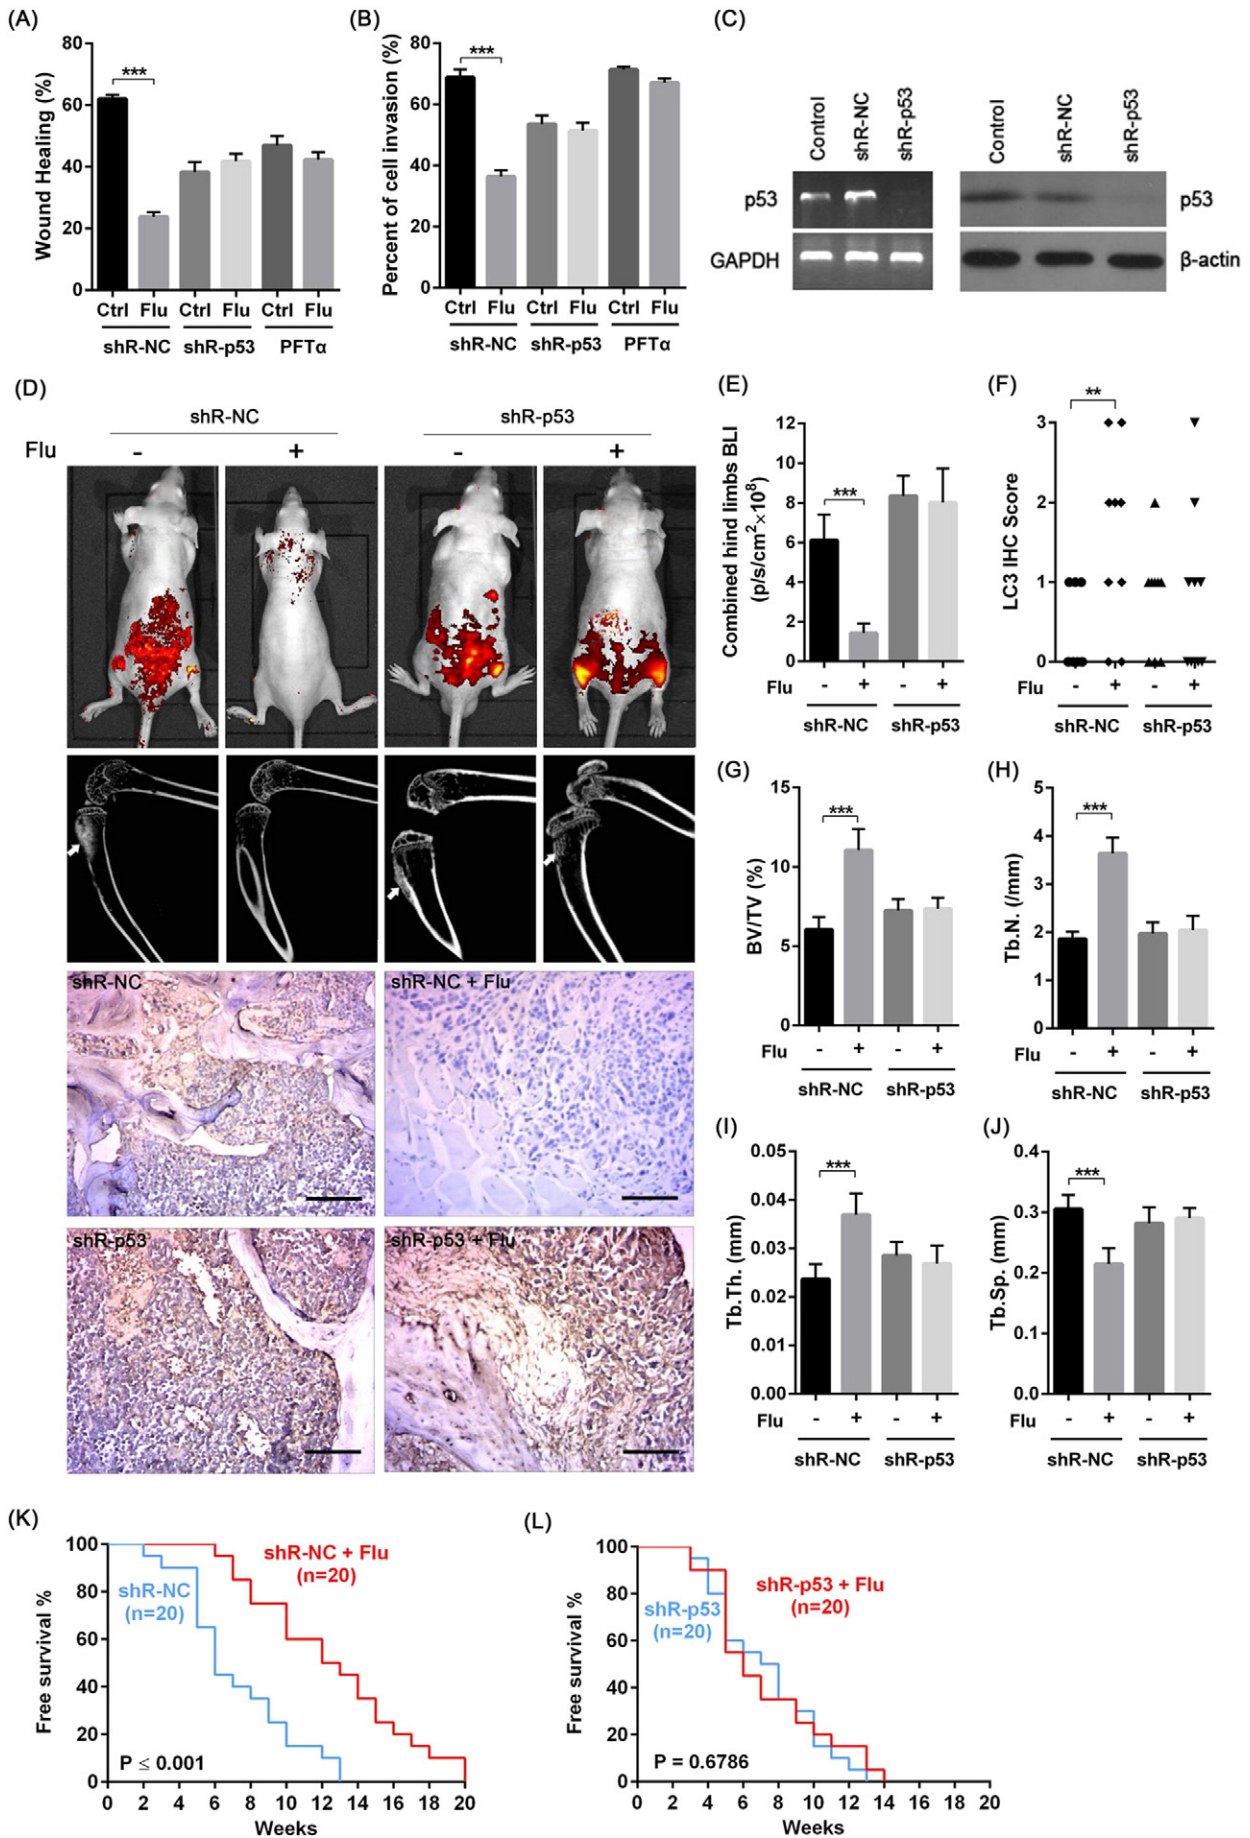 (A)
80
60
40
20
0
Wound Healing (%)
***
Ctrl Flu Ctrl Flu Ctrl Flu
shR-NC shR-p53 PFTα
(B)
80
60
40
20
0
Percent of cell invasion (%)
***
Ctrl Flu Ctrl Flu Ctrl Flu
shR-NC shR-p53 PFTα
(C)
Control shR-NC shR-p53
Control shR-NC shR-p53
p53
GAPDH
p53
β-actin
(D)
shR-NC shR-p53
Flu - + - +
shR-NC
shR-NC + Flu
shR-p53
shR-p53 + Flu
(E)
12
10
8
6
4
2
0
Combined hind limbs BLI
(p/s/cm²×10⁸)
***
Flu - + - +
shR-NC shR-p53
(F)
3
2
1
0
LC3 IHC Score
**
Flu - + - +
shR-NC shR-p53
(G)
15
10
5
0
BV/TV (%)
***
Flu - + - +
shR-NC shR-p53
(H)
5
4
3
2
1
0
Tb.N. (/mm)
***
Flu - + - +
shR-NC shR-p53
(I)
0.05
0.04
0.03
0.02
0.01
0.00
Tb.Th. (mm)
***
Flu - + - +
shR-NC shR-p53
(J)
0.4
0.3
0.2
0.1
0.0
Tb.Sp. (mm)
***
Flu - + - +
shR-NC shR-p53
(K)
100
80
60
40
20
0
Free survival %
shR-NC + Flu
(n=20)
shR-NC
(n=20)
P ≤ 0.001
0 2 4 6 8 10 12 14 16 18 20
Weeks
(L)
100
80
60
40
20
0
Free survival %
shR-p53 + Flu
(n=20)
shR-p53
(n=20)
P = 0.6786
0 4 8 12 16 20
Weeks